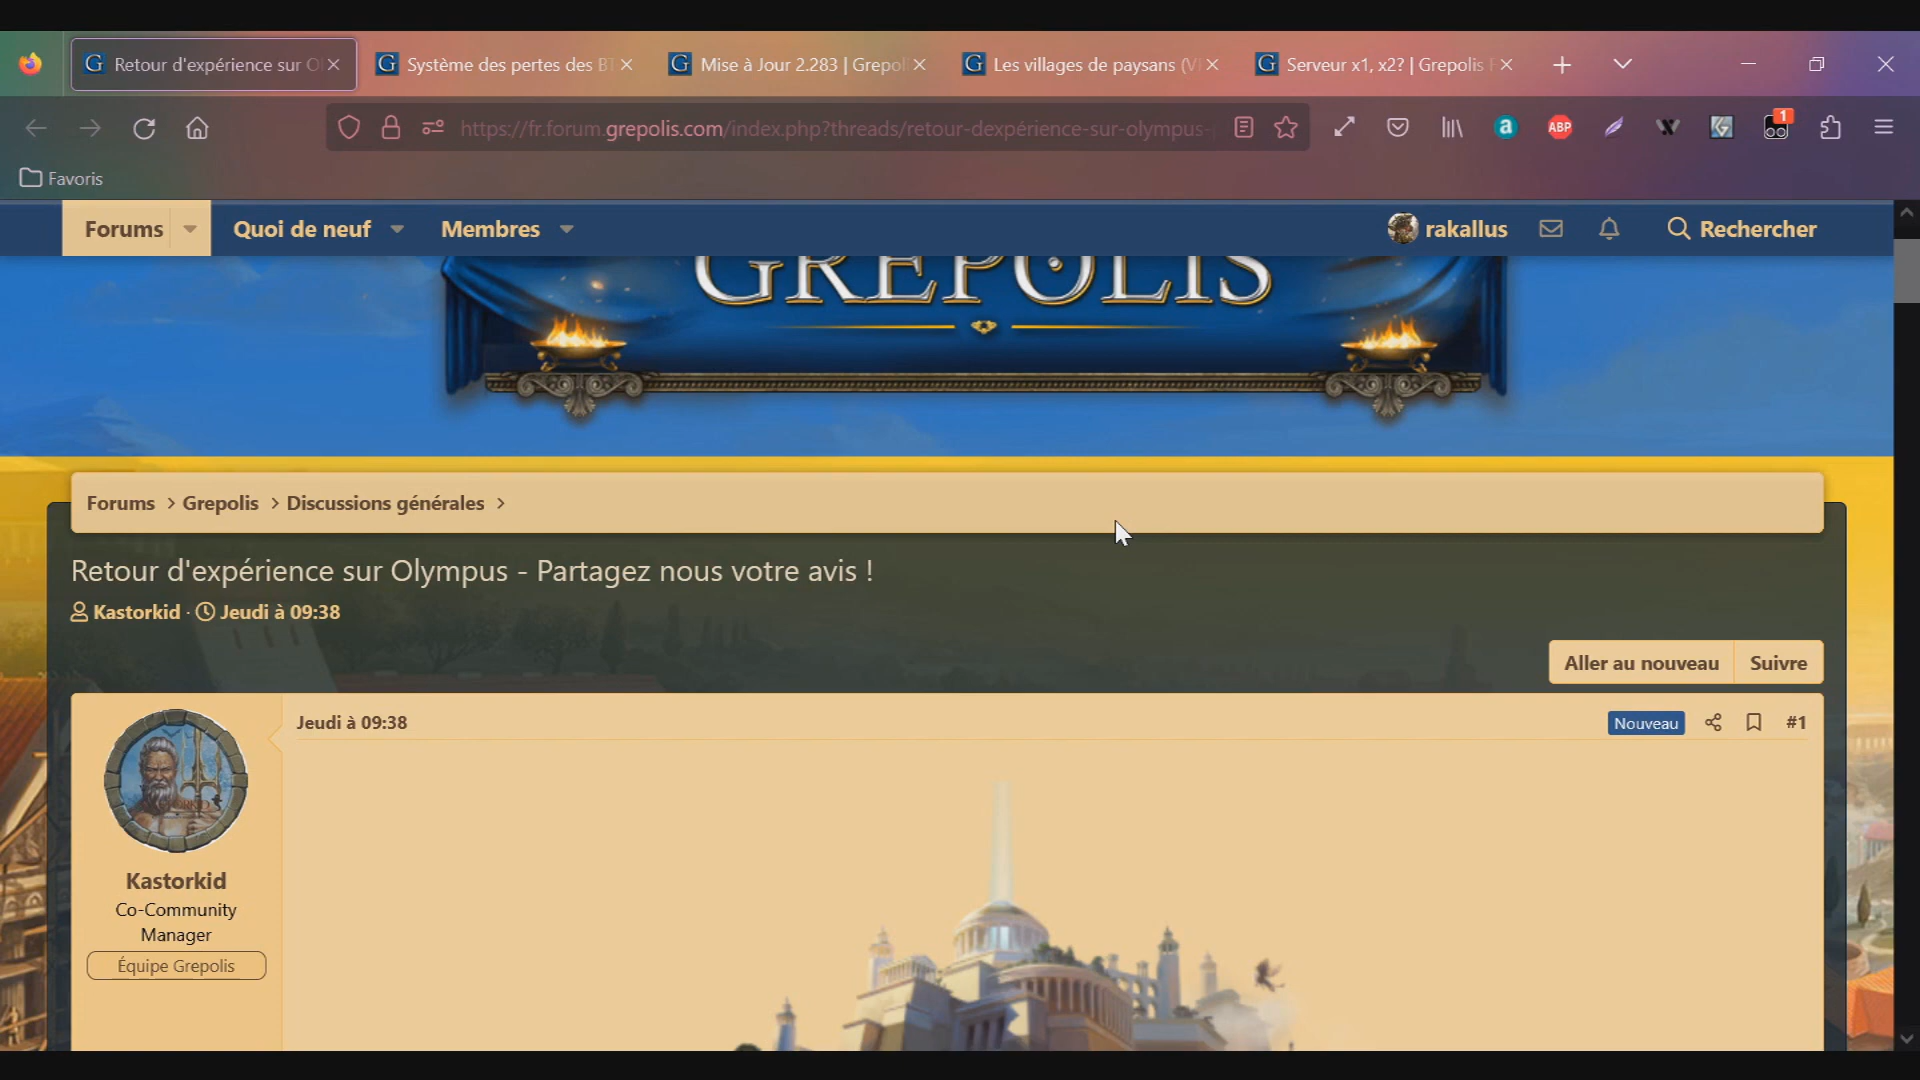 Retour d'expérience sur O
Système des pertes des BT
Mise à Jour 2.283 | Grepol
Les villages de paysans (V
Serveur x1, x2? | Grepolis
https://fr.forum.grepolis.com/index.php?threads/retour-dexpérience-sur-olympus-
ABP
1
Favoris
Forums
Quoi de neuf
Membres
rakallus
Rechercher
GREPOLIS
Forums > Grepolis > Discussions générales >
Retour d'expérience sur Olympus - Partagez nous votre avis !
Kastorkid · Jeudi à 09:38
Aller au nouveau
Suivre
Jeudi à 09:38
Nouveau
#1
Kastorkid
Co-Community
Manager
Équipe Grepolis